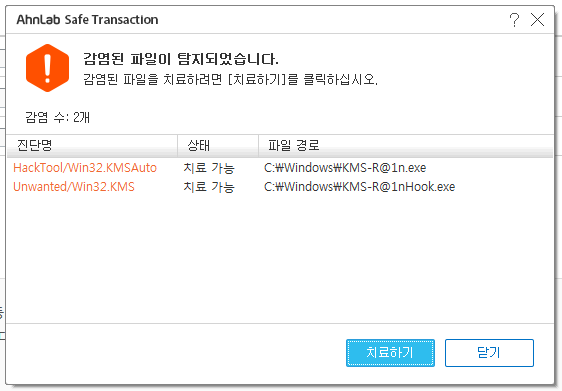 AhnLab Safe Transaction
감염된 파일이 탐지되었습니다.
감염된 파일을 치료하려면 [치료하기]를 클릭하십시오.
감염 수: 2개
진단명 상태 파일 경로
HackTool/Win32.KMSAuto 치료 가능 C:₩Windows₩KMS-R@1n.exe
Unwanted/Win32.KMS 치료 가능 C:₩Windows₩KMS-R@1nHook.exe
치료하기 닫기